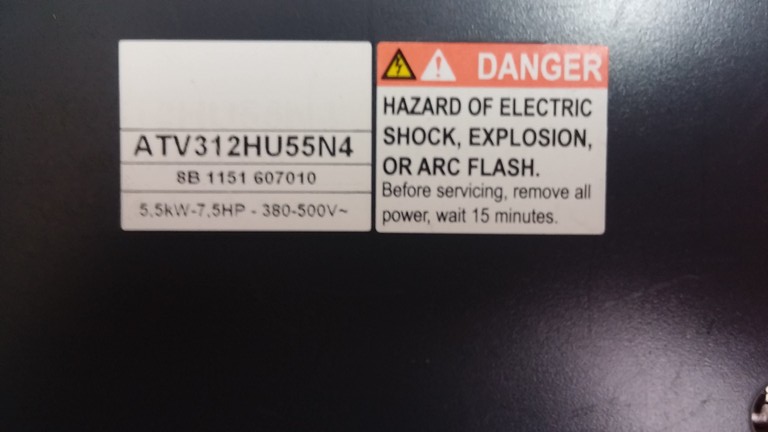 ATV312HU55N4
8B 1151 607010
5,5kW-7,5HP - 380-500V~
DANGER
HAZARD OF ELECTRIC
SHOCK, EXPLOSION,
OR ARC FLASH.
Before servicing, remove all
power, wait 15 minutes.